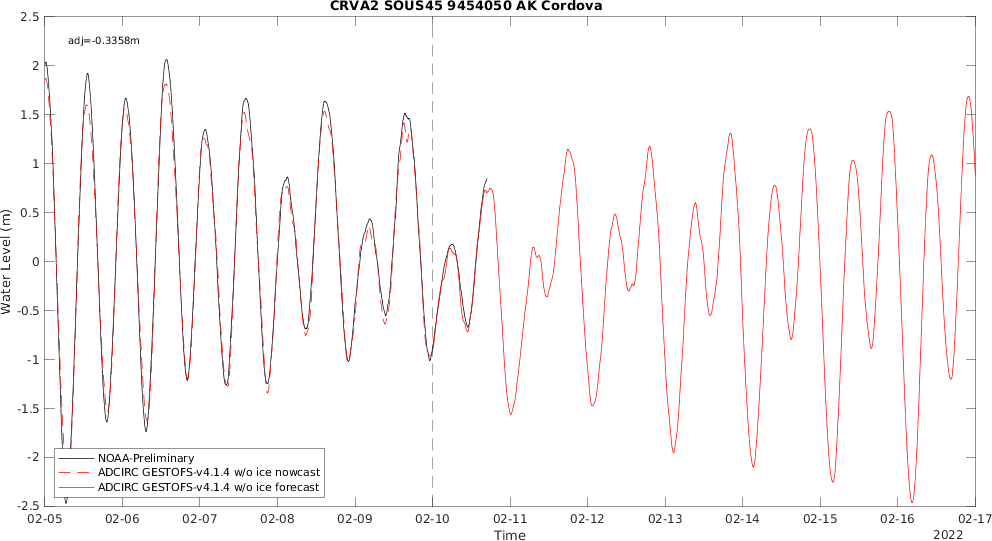 CRVA2 SOUS45 9454050 AK Cordova
adj=-0.3358m
2.5
2
1.5
1
0.5
0
-0.5
-1
-1.5
-2
-2.5
Water Level (m)
NOAA-Preliminary
ADCIRC GESTOFS-v4.1.4 w/o ice nowcast
ADCIRC GESTOFS-v4.1.4 w/o ice forecast
02-05 02-06 02-07 02-08 02-09 02-10 02-11 02-12 02-13 02-14 02-15 02-16 02-17
Time
2022